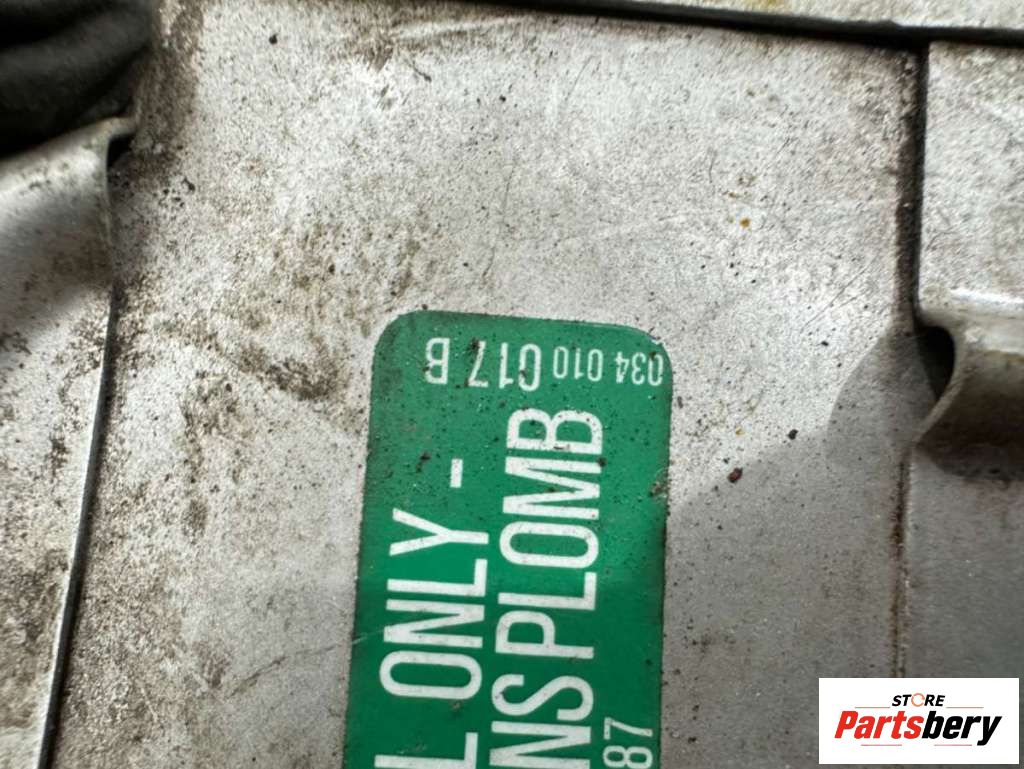 034 010 017 B
L ONLY -
NS PLOMB
87
STORE
Partsbery